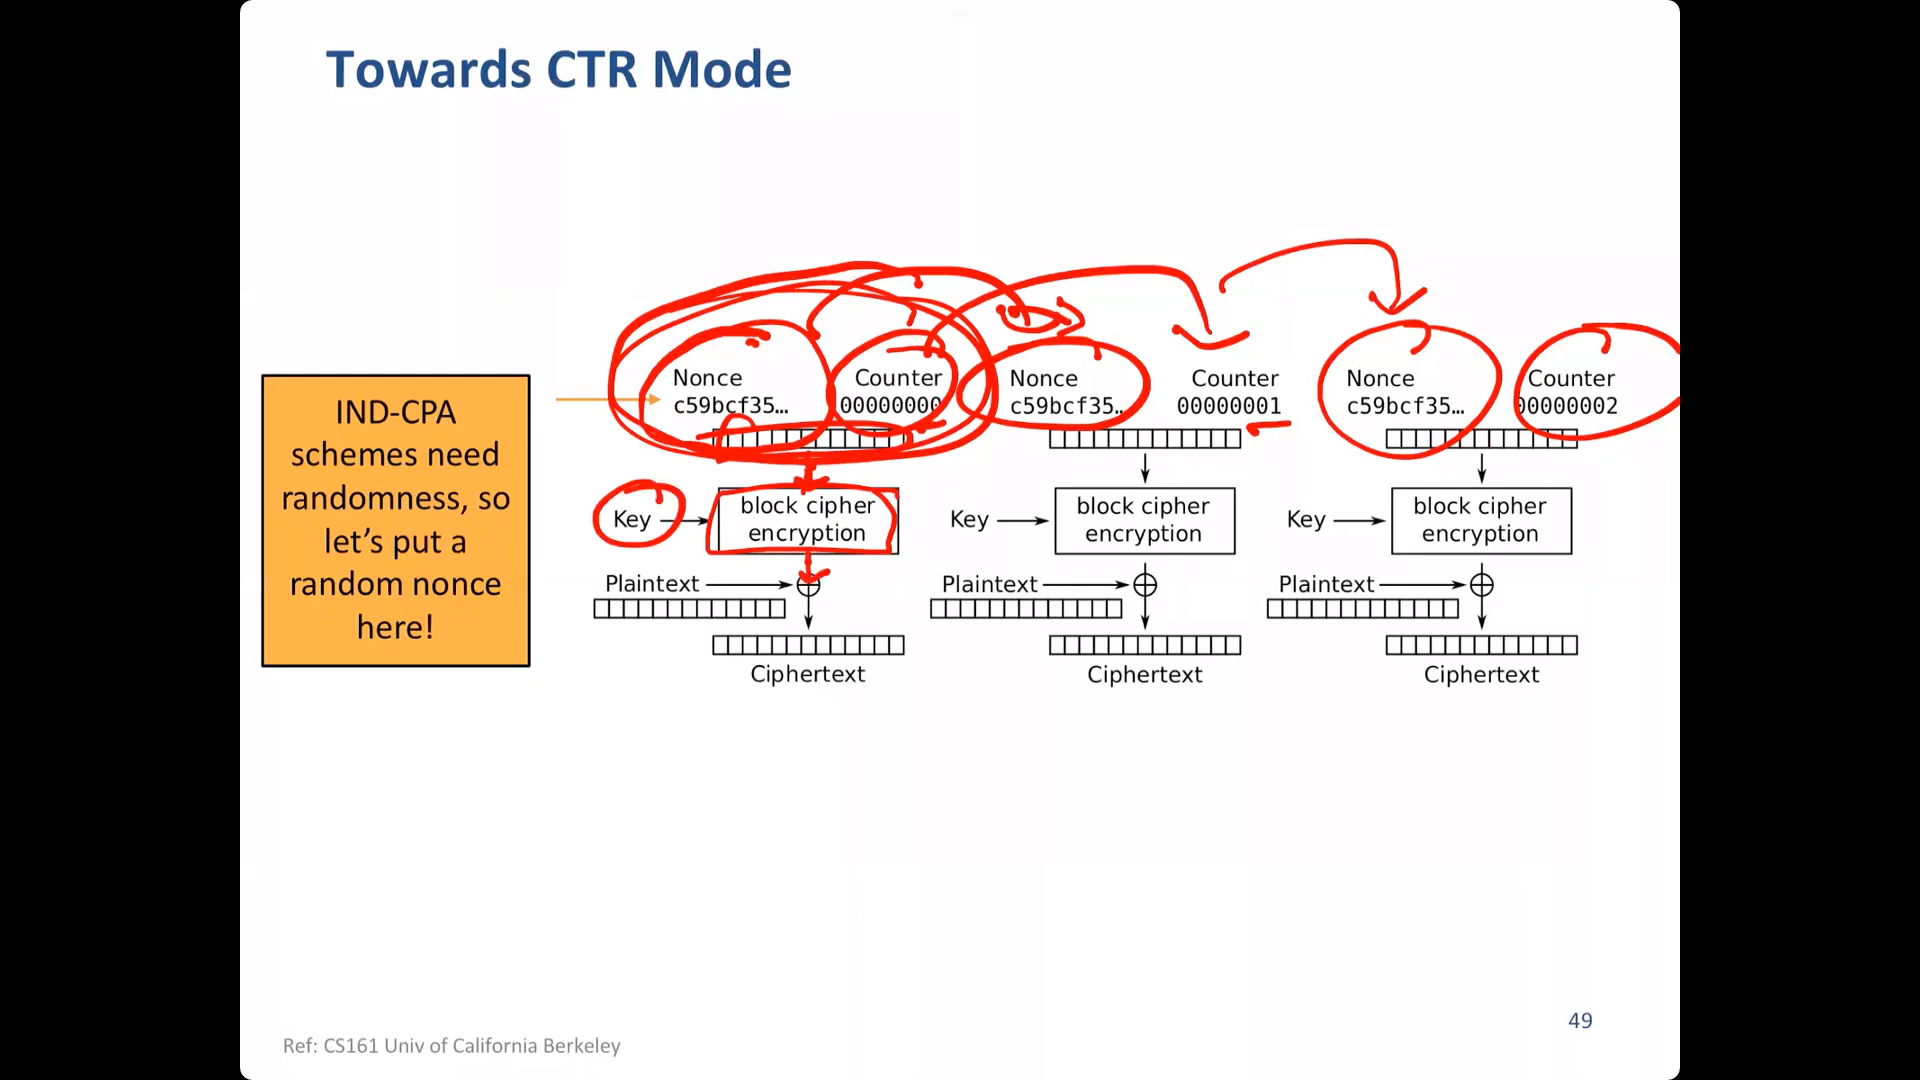 Towards CTR Mode
IND-CPA
schemes need
randomness, so
let's put a
random nonce
here!
Nonce
c59bcf35…
Counter
00000000
Nonce
c59bcf35…
Counter
00000001
Nonce
c59bcf35…
Counter
00000002
Key
block cipher
encryption
Key
block cipher
encryption
Key
block cipher
encryption
Plaintext
Plaintext
Plaintext
Ciphertext
Ciphertext
Ciphertext
49
Ref: CS161 Univ of California Berkeley